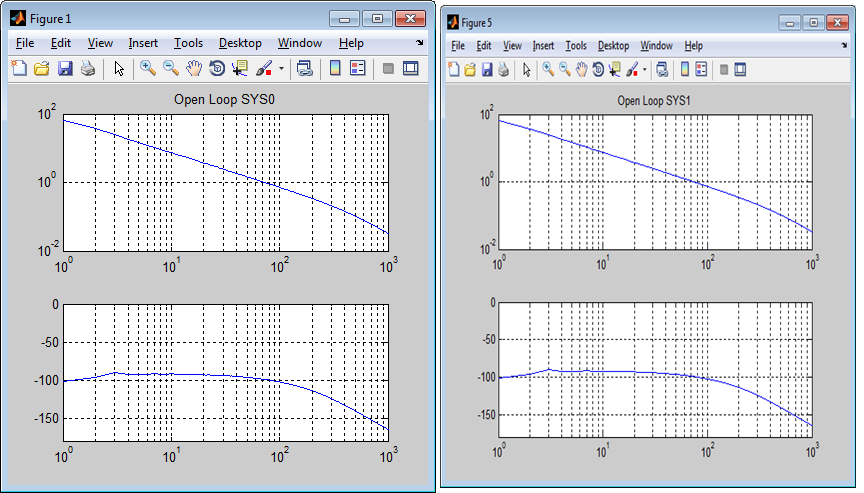 Figure 1
File Edit View Insert Tools Desktop Window Help
Open Loop SYS0
10^2
10^0
10^-2
10^0 10^1 10^2 10^3
0
-50
-100
-150
10^0 10^1 10^2 10^3
Figure 5
File Edit View Insert Tools Desktop Window Help
Open Loop SYS1
10^2
10^0
10^-2
10^0 10^1 10^2 10^3
0
-50
-100
-150
10^0 10^1 10^2 10^3